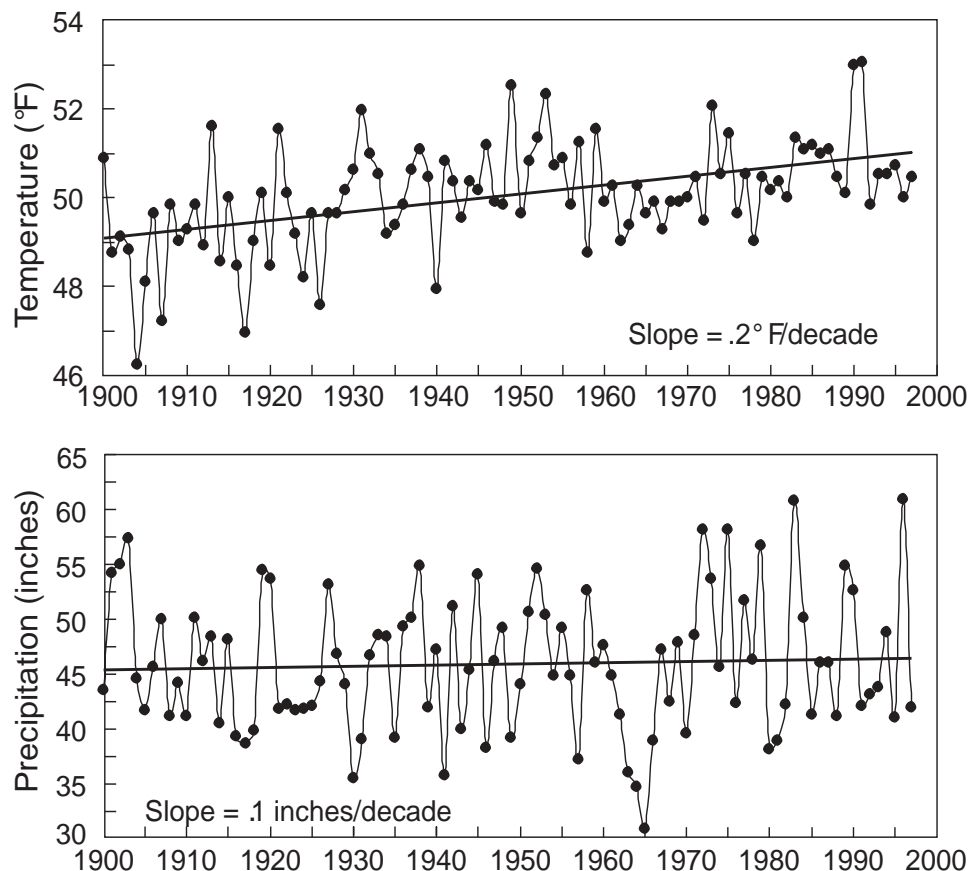 54
52
50
48
46
Temperature (°F)
Slope = .2° F/decade
1900 1910 1920 1930 1940 1950 1960 1970 1980 1990 2000
65
60
55
50
45
40
35
30
Precipitation (inches)
Slope = .1 inches/decade
1900 1910 1920 1930 1940 1950 1960 1970 1980 1990 2000